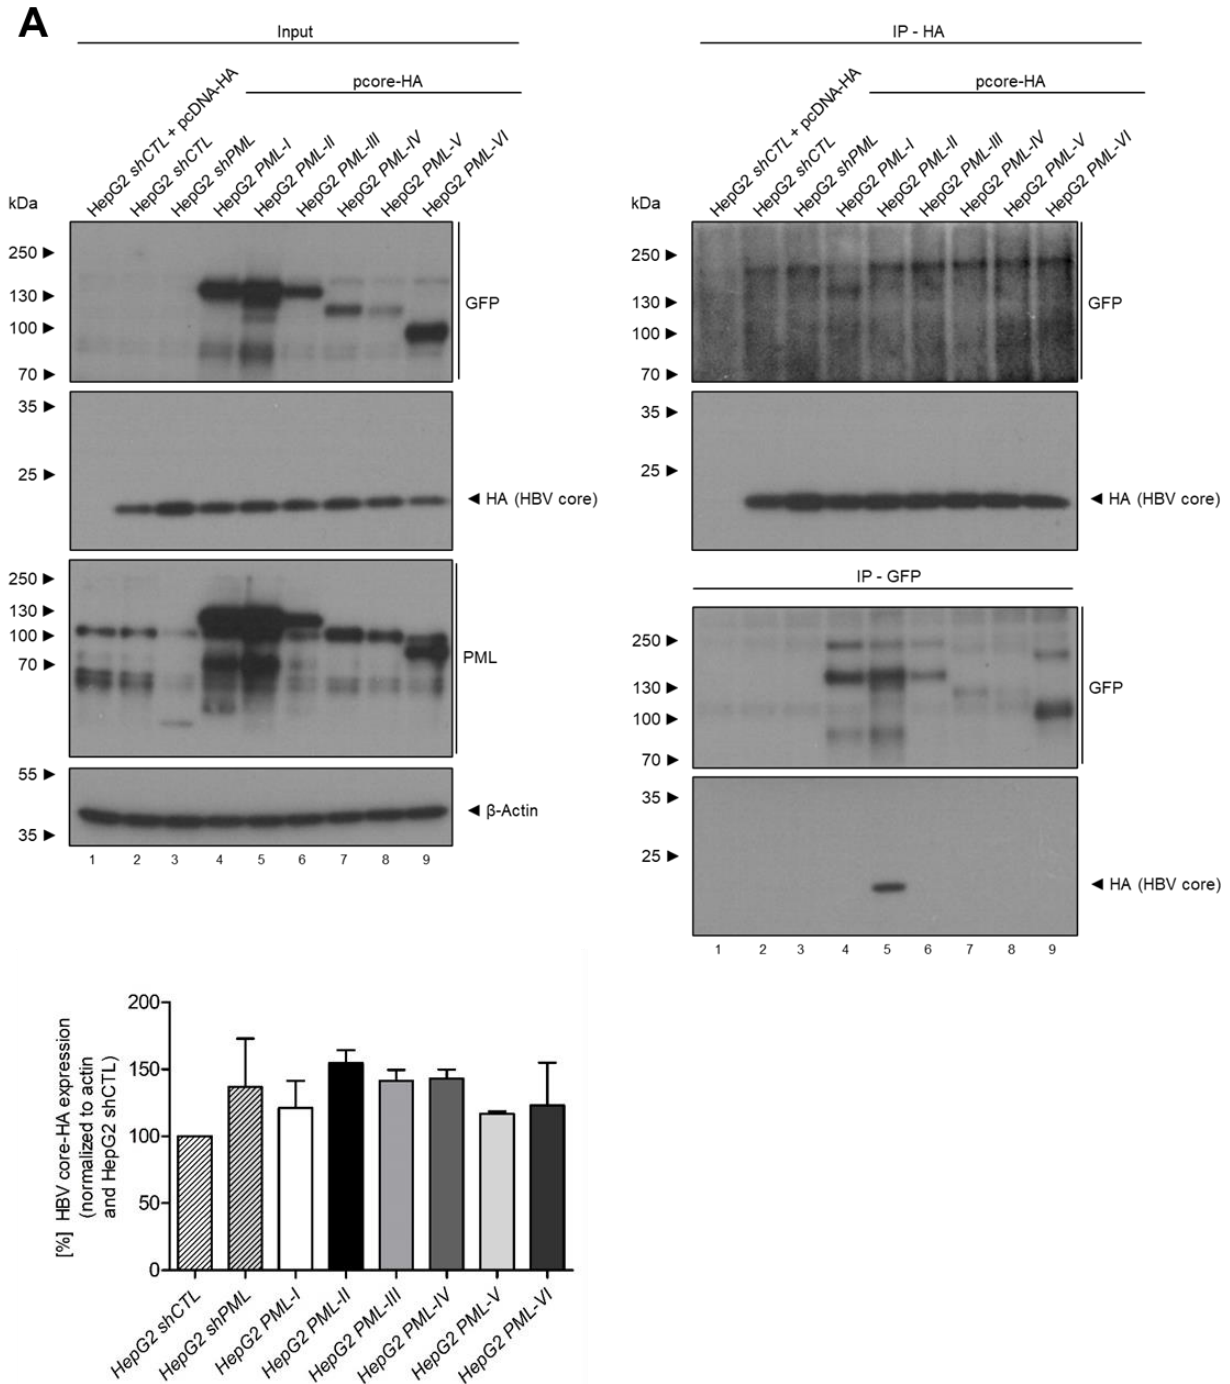 A
Input
pcore-HA
HepG2 shCTL + pcDNA-HA
HepG2 shCTL
HepG2 shPML
HepG2 PML-I
HepG2 PML-II
HepG2 PML-III
HepG2 PML-IV
HepG2 PML-V
HepG2 PML-VI
kDa
250 ►
130 ►
100 ►
70 ►
GFP
35 ►
25 ►
◄ HA (HBV core)
250 ►
130 ►
100 ►
70 ►
PML
55 ►
35 ►
◄ β-Actin
1 2 3 4 5 6 7 8 9
IP - HA
pcore-HA
HepG2 shCTL + pcDNA-HA
HepG2 shCTL
HepG2 shPML
HepG2 PML-I
HepG2 PML-II
HepG2 PML-III
HepG2 PML-IV
HepG2 PML-V
HepG2 PML-VI
kDa
250 ►
130 ►
100 ►
70 ►
GFP
35 ►
25 ►
◄ HA (HBV core)
IP - GFP
250 ►
130 ►
100 ►
70 ►
GFP
35 ►
25 ►
◄ HA (HBV core)
1 2 3 4 5 6 7 8 9
[%] HBV core-HA expression
(normalized to actin
and HepG2 shCTL)
200
150
100
50
0
HepG2 shCTL
HepG2 shPML
HepG2 PML-I
HepG2 PML-II
HepG2 PML-III
HepG2 PML-IV
HepG2 PML-V
HepG2 PML-VI